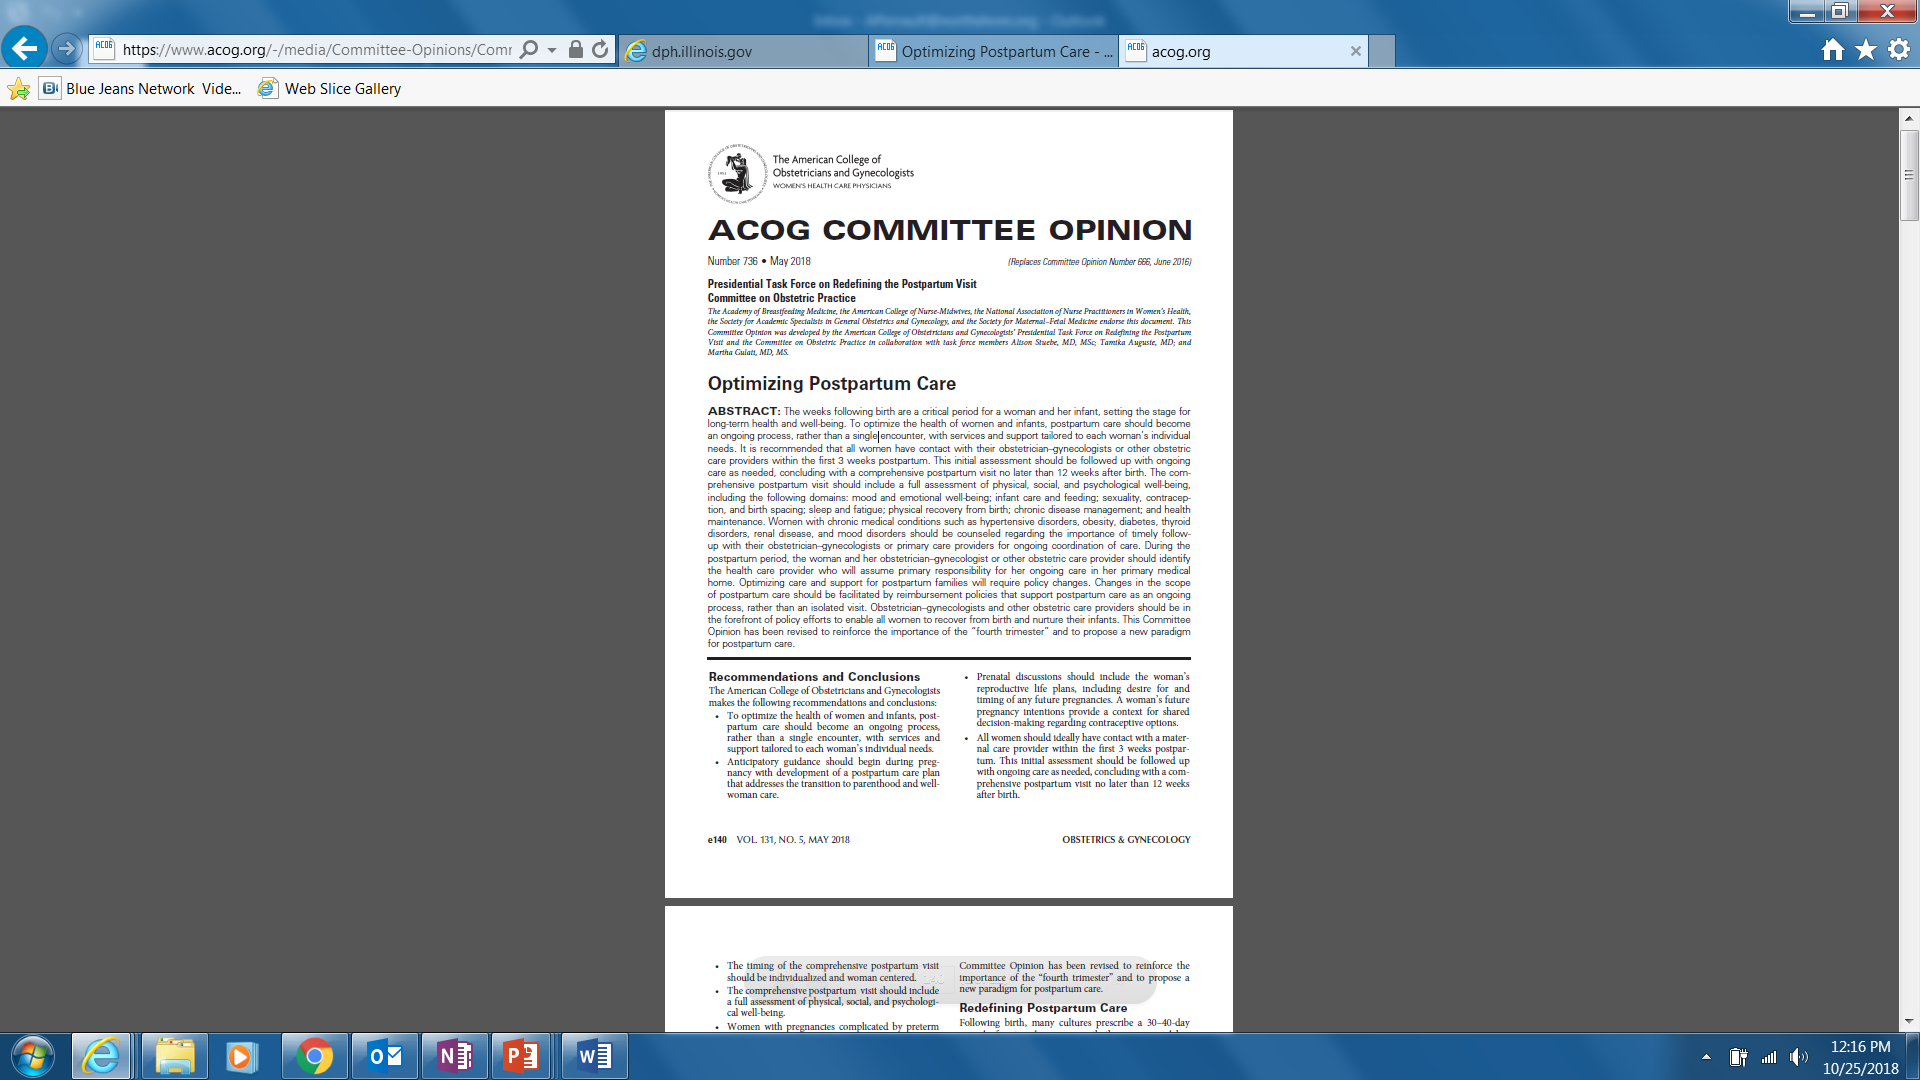 https://www.acog.org/-/media/Committee-Opinions/Comm
dph.illinois.gov
Optimizing Postpartum Care - ...
acog.org
Blue Jeans Network Vide...
Web Slice Gallery
The American College of
Obstetricians and Gynecologists
WOMEN'S HEALTH CARE PHYSICIANS
ACOG COMMITTEE OPINION
Number 736 • May 2018
(Replaces Committee Opinion Number 666, June 2016)
Presidential Task Force on Redefining the Postpartum Visit
Committee on Obstetric Practice
The Academy of Breastfeeding Medicine, the American College of Nurse-Midwives, the National Association of Nurse Practitioners in Women's Health,
the Society for Academic Specialists in General Obstetrics and Gynecology, and the Society for Maternal–Fetal Medicine endorse this document. This
Committee Opinion was developed by the American College of Obstetricians and Gynecologists' Presidential Task Force on Redefining the Postpartum
Visit and the Committee on Obstetric Practice in collaboration with task force members Alison Stuebe, MD, MSc; Tamika Auguste, MD; and
Martha Gulati, MD, MS.
Optimizing Postpartum Care
ABSTRACT: The weeks following birth are a critical period for a woman and her infant, setting the stage for
long-term health and well-being. To optimize the health of women and infants, postpartum care should become
an ongoing process, rather than a single encounter, with services and support tailored to each woman's individual
needs. It is recommended that all women have contact with their obstetrician–gynecologists or other obstetric
care providers within the first 3 weeks postpartum. This initial assessment should be followed up with ongoing
care as needed, concluding with a comprehensive postpartum visit no later than 12 weeks after birth. The com-
prehensive postpartum visit should include a full assessment of physical, social, and psychological well-being,
including the following domains: mood and emotional well-being; infant care and feeding; sexuality, contracep-
tion, and birth spacing; sleep and fatigue; physical recovery from birth; chronic disease management; and health
maintenance. Women with chronic medical conditions such as hypertensive disorders, obesity, diabetes, thyroid
disorders, renal disease, and mood disorders should be counseled regarding the importance of timely follow-
up with their obstetrician–gynecologists or primary care providers for ongoing coordination of care. During the
postpartum period, the woman and her obstetrician–gynecologist or other obstetric care provider should identify
the health care provider who will assume primary responsibility for her ongoing care in her primary medical
home. Optimizing care and support for postpartum families will require policy changes. Changes in the scope
of postpartum care should be facilitated by reimbursement policies that support postpartum care as an ongoing
process, rather than an isolated visit. Obstetrician–gynecologists and other obstetric care providers should be in
the forefront of policy efforts to enable all women to recover from birth and nurture their infants. This Committee
Opinion has been revised to reinforce the importance of the "fourth trimester" and to propose a new paradigm
for postpartum care.
Recommendations and Conclusions
The American College of Obstetricians and Gynecologists
makes the following recommendations and conclusions:
• To optimize the health of women and infants, post-
partum care should become an ongoing process,
rather than a single encounter, with services and
support tailored to each woman's individual needs.
• Anticipatory guidance should begin during preg-
nancy with development of a postpartum care plan
that addresses the transition to parenthood and well-
woman care.
• Prenatal discussions should include the woman's
reproductive life plans, including desire for and
timing of any future pregnancies. A woman's future
pregnancy intentions provide a context for shared
decision-making regarding contraceptive options.
• All women should ideally have contact with a mater-
nal care provider within the first 3 weeks postpar-
tum. This initial assessment should be followed up
with ongoing care as needed, concluding with a com-
prehensive postpartum visit no later than 12 weeks
after birth.
e140 VOL. 131, NO. 5, MAY 2018
OBSTETRICS & GYNECOLOGY
• The timing of the comprehensive postpartum visit
should be individualized and woman centered.
• The comprehensive postpartum visit should include
a full assessment of physical, social, and psychologi-
cal well-being.
• Women with pregnancies complicated by preterm
Committee Opinion has been revised to reinforce the
importance of the "fourth trimester" and to propose a
new paradigm for postpartum care.
Redefining Postpartum Care
Following birth, many cultures prescribe a 30–40-day
12:16 PM
10/25/2018